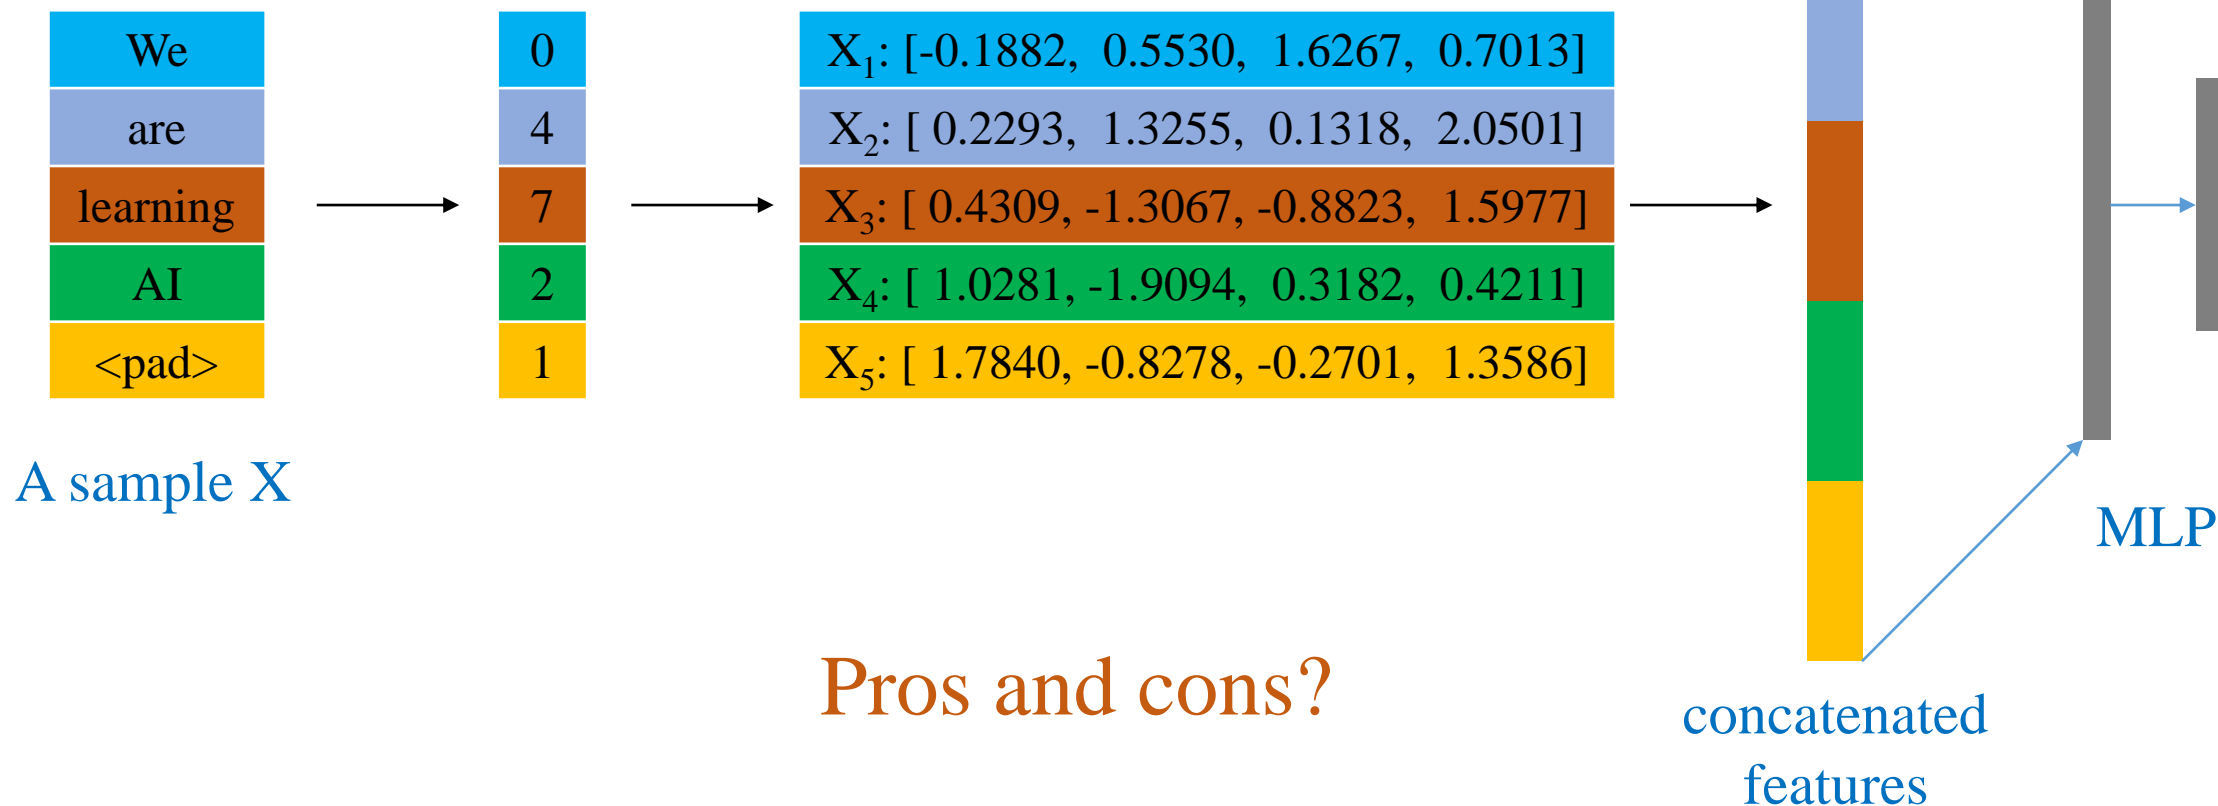 We 0 X₁: [-0.1882, 0.5530, 1.6267, 0.7013]
are 4 X₂: [ 0.2293, 1.3255, 0.1318, 2.0501]
learning 7 X₃: [ 0.4309, -1.3067, -0.8823, 1.5977]
AI 2 X₄: [ 1.0281, -1.9094, 0.3182, 0.4211]
<pad> 1 X₅: [ 1.7840, -0.8278, -0.2701, 1.3586]
A sample X
MLP
Pros and cons?
concatenated
features